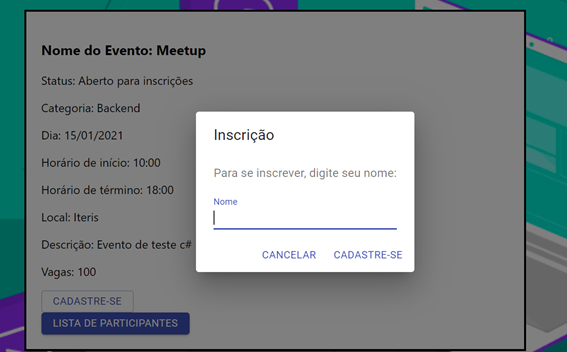 Nome do Evento: Meetup
Status: Aberto para inscrições
Categoria: Backend
Dia: 15/01/2021
Horário de início: 10:00
Horário de término: 18:00
Local: Iteris
Descrição: Evento de teste c#
Vagas: 100
CADASTRE-SE
LISTA DE PARTICIPANTES
Inscrição
Para se inscrever, digite seu nome:
Nome
CANCELAR CADASTRE-SE